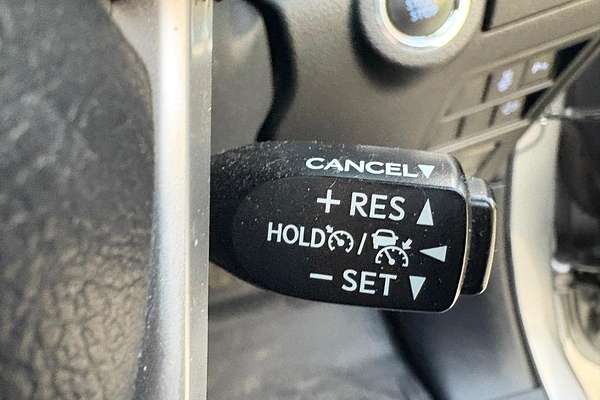 CANCEL▼
+ RES ▲
HOLD / ◀
− SET ▼